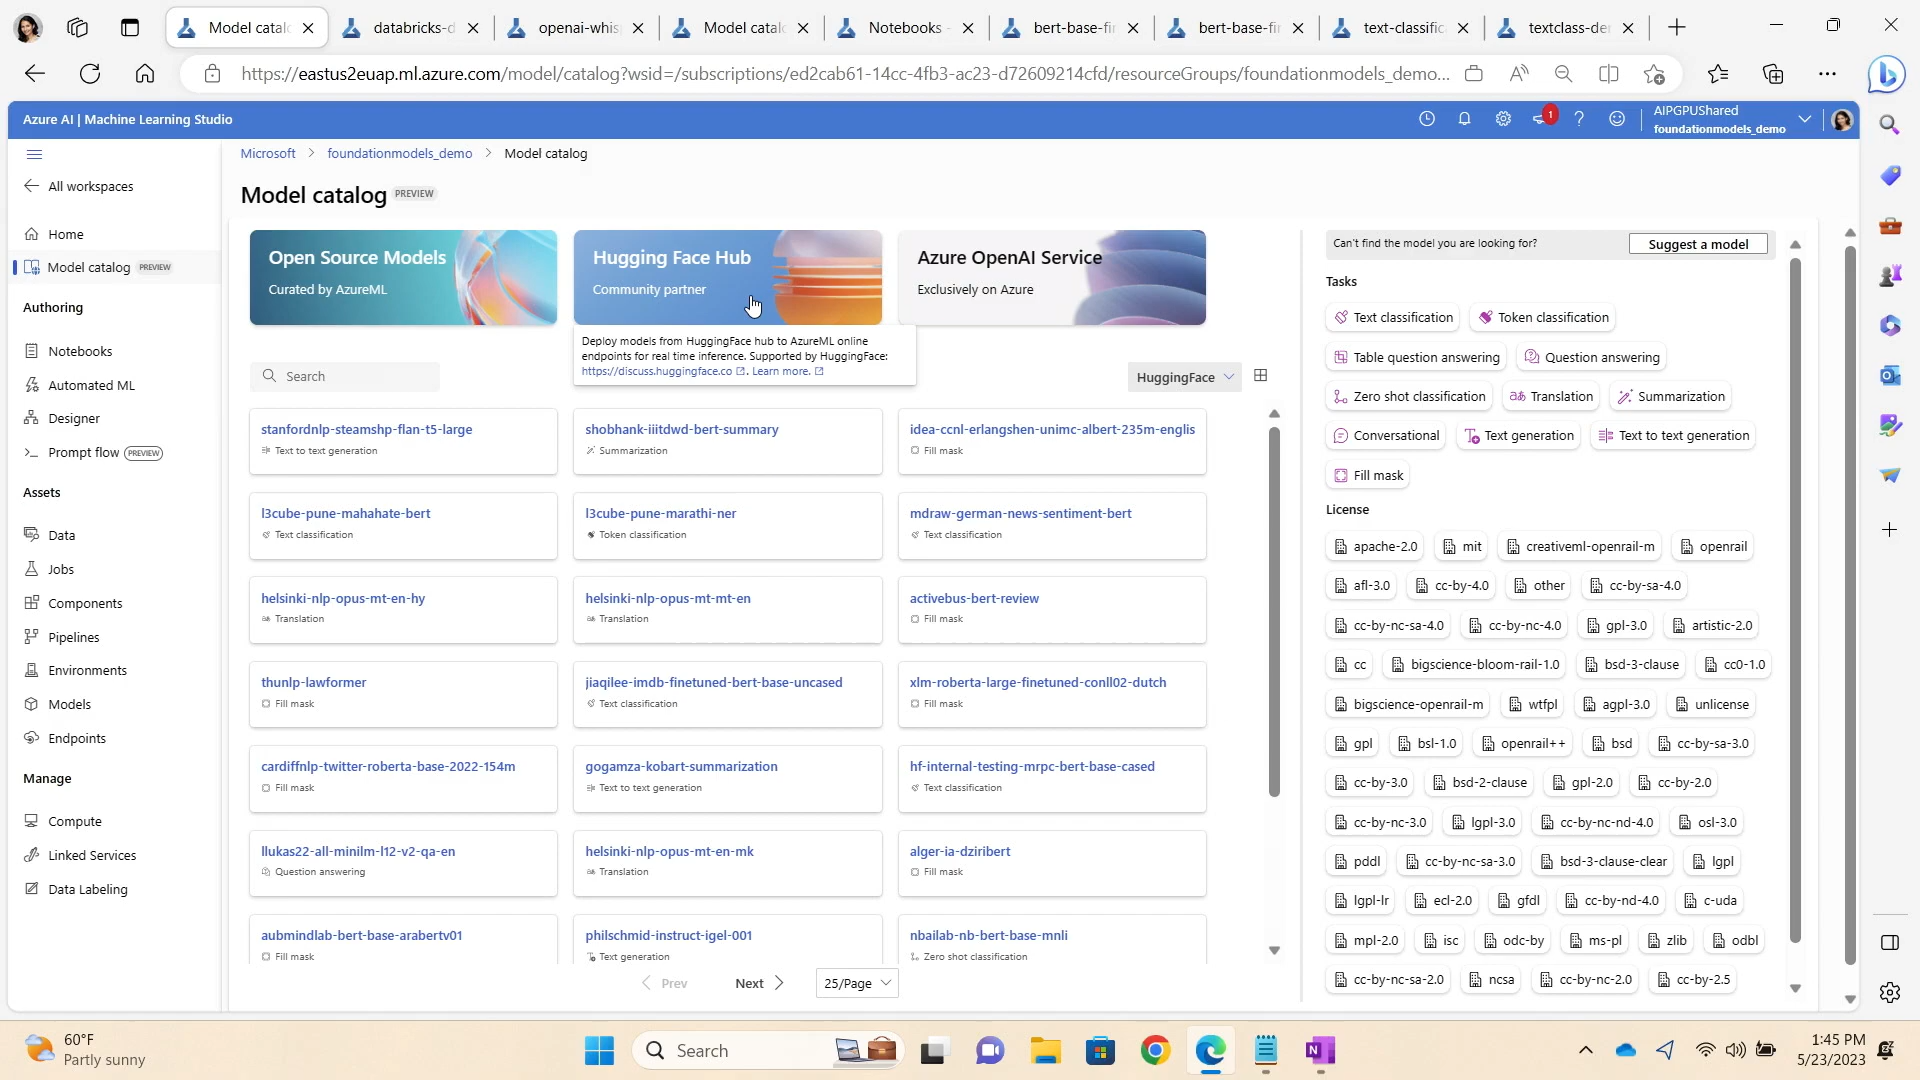 Model catalo
databricks-d
openai-whis
Model catalo
Notebooks -
bert-base-fi
bert-base-fir
text-classific
textclass-de
https://eastus2euap.ml.azure.com/model/catalog?wsid=/subscriptions/ed2cab61-14cc-4fb3-ac23-d72609214cfd/resourceGroups/foundationmodels_demo...
Azure AI | Machine Learning Studio
1
AIPGPUShared
foundationmodels_demo
Microsoft > foundationmodels_demo > Model catalog
All workspaces
Home
Model catalog PREVIEW
Authoring
Notebooks
Automated ML
Designer
Prompt flow PREVIEW
Assets
Data
Jobs
Components
Pipelines
Environments
Models
Endpoints
Manage
Compute
Linked Services
Data Labeling
Model catalog PREVIEW
Open Source Models
Curated by AzureML
Hugging Face Hub
Community partner
Azure OpenAI Service
Exclusively on Azure
Deploy models from HuggingFace hub to AzureML online
endpoints for real time inference. Supported by HuggingFace:
https://discuss.huggingface.co . Learn more.
Search
HuggingFace
stanfordnlp-steamshp-flan-t5-large
Text to text generation
shobhank-iiitdwd-bert-summary
Summarization
idea-ccnl-erlangshen-unimc-albert-235m-englis
Fill mask
l3cube-pune-mahahate-bert
Text classification
l3cube-pune-marathi-ner
Token classification
mdraw-german-news-sentiment-bert
Text classification
helsinki-nlp-opus-mt-en-hy
Translation
helsinki-nlp-opus-mt-mt-en
Translation
activebus-bert-review
Fill mask
thunlp-lawformer
Fill mask
jiaqilee-imdb-finetuned-bert-base-uncased
Text classification
xlm-roberta-large-finetuned-conll02-dutch
Fill mask
cardiffnlp-twitter-roberta-base-2022-154m
Fill mask
gogamza-kobart-summarization
Text to text generation
hf-internal-testing-mrpc-bert-base-cased
Text classification
llukas22-all-minilm-l12-v2-qa-en
Question answering
helsinki-nlp-opus-mt-en-mk
Translation
alger-ia-dziribert
Fill mask
aubmindlab-bert-base-arabertv01
Fill mask
philschmid-instruct-igel-001
Text generation
nbailab-nb-bert-base-mnli
Zero shot classification
Prev
Next
25/Page
Can't find the model you are looking for?
Suggest a model
Tasks
Text classification
Token classification
Table question answering
Question answering
Zero shot classification
Translation
Summarization
Conversational
Text generation
Text to text generation
Fill mask
License
apache-2.0 mit creativeml-openrail-m openrail
afl-3.0 cc-by-4.0 other cc-by-sa-4.0
cc-by-nc-sa-4.0 cc-by-nc-4.0 gpl-3.0 artistic-2.0
cc bigscience-bloom-rail-1.0 bsd-3-clause cc0-1.0
bigscience-openrail-m wtfpl agpl-3.0 unlicense
gpl bsl-1.0 openrail++ bsd cc-by-sa-3.0
cc-by-3.0 bsd-2-clause gpl-2.0 cc-by-2.0
cc-by-nc-3.0 lgpl-3.0 cc-by-nc-nd-4.0 osl-3.0
pddl cc-by-nc-sa-3.0 bsd-3-clause-clear lgpl
lgpl-lr ecl-2.0 gfdl cc-by-nd-4.0 c-uda
mpl-2.0 isc odc-by ms-pl zlib odbl
cc-by-nc-sa-2.0 ncsa cc-by-nc-2.0 cc-by-2.5
60°F
Partly sunny
Search
1:45 PM
5/23/2023